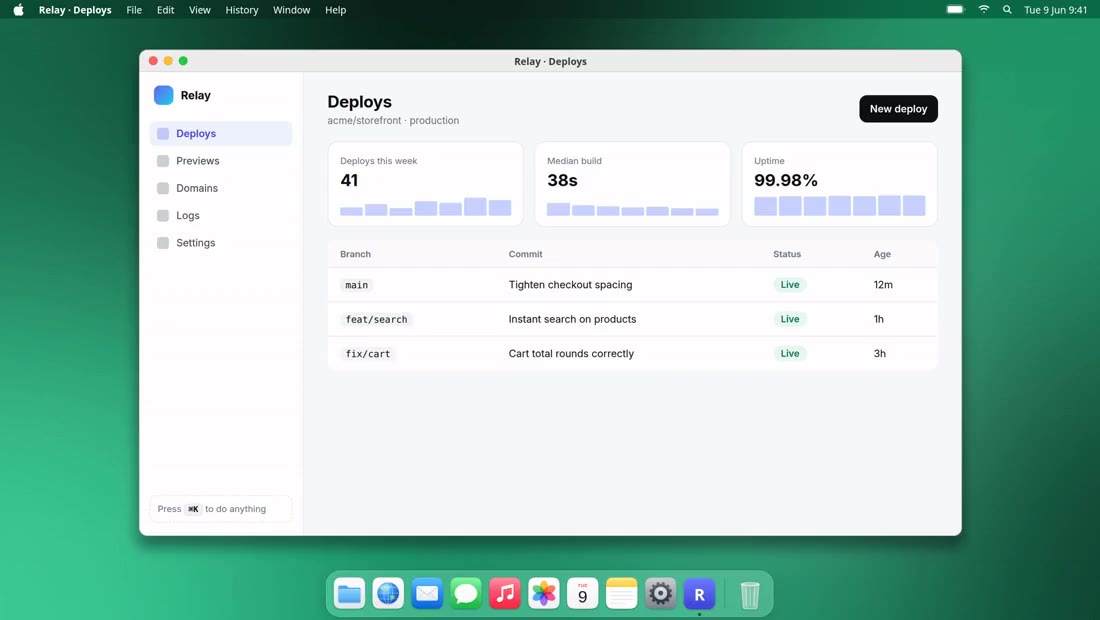 Relay · Deploys File Edit View History Window Help Tue 9 Jun 9:41
Relay · Deploys
Relay
Deploys
Previews
Domains
Logs
Settings
Press ⌘K to do anything
Deploys
acme/storefront · production
New deploy
Deploys this week
41
Median build
38s
Uptime
99.98%
Branch Commit Status Age
main Tighten checkout spacing Live 12m
feat/search Instant search on products Live 1h
fix/cart Cart total rounds correctly Live 3h
TUE
9
R